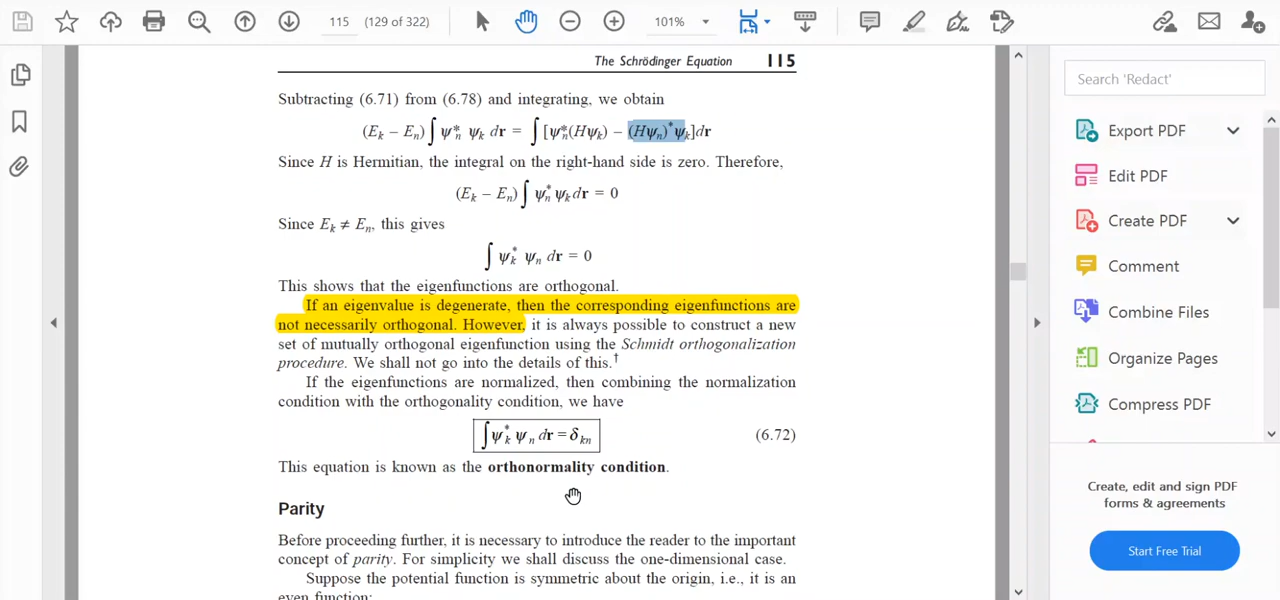 115 (129 of 322) 101%
The Schrödinger Equation 115
Subtracting (6.71) from (6.78) and integrating, we obtain
(E_k − E_n) ∫ ψ_n^* ψ_k dr = ∫ [ψ_n^*(Hψ_k) − (Hψ_n)^* ψ_k]dr
Since H is Hermitian, the integral on the right-hand side is zero. Therefore,
(E_k − E_n) ∫ ψ_n^* ψ_k dr = 0
Since E_k ≠ E_n, this gives
∫ ψ_k^* ψ_n dr = 0
This shows that the eigenfunctions are orthogonal.
If an eigenvalue is degenerate, then the corresponding eigenfunctions are
not necessarily orthogonal. However, it is always possible to construct a new
set of mutually orthogonal eigenfunction using the Schmidt orthogonalization
procedure. We shall not go into the details of this.†
If the eigenfunctions are normalized, then combining the normalization
condition with the orthogonality condition, we have
∫ψ_k^* ψ_n dr = δ_kn (6.72)
This equation is known as the orthonormality condition.
Parity
Before proceeding further, it is necessary to introduce the reader to the important
concept of parity. For simplicity we shall discuss the one-dimensional case.
Suppose the potential function is symmetric about the origin, i.e., it is an
even function:
Search 'Redact'
Export PDF
Edit PDF
Create PDF
Comment
Combine Files
Organize Pages
Compress PDF
Create, edit and sign PDF
forms & agreements
Start Free Trial